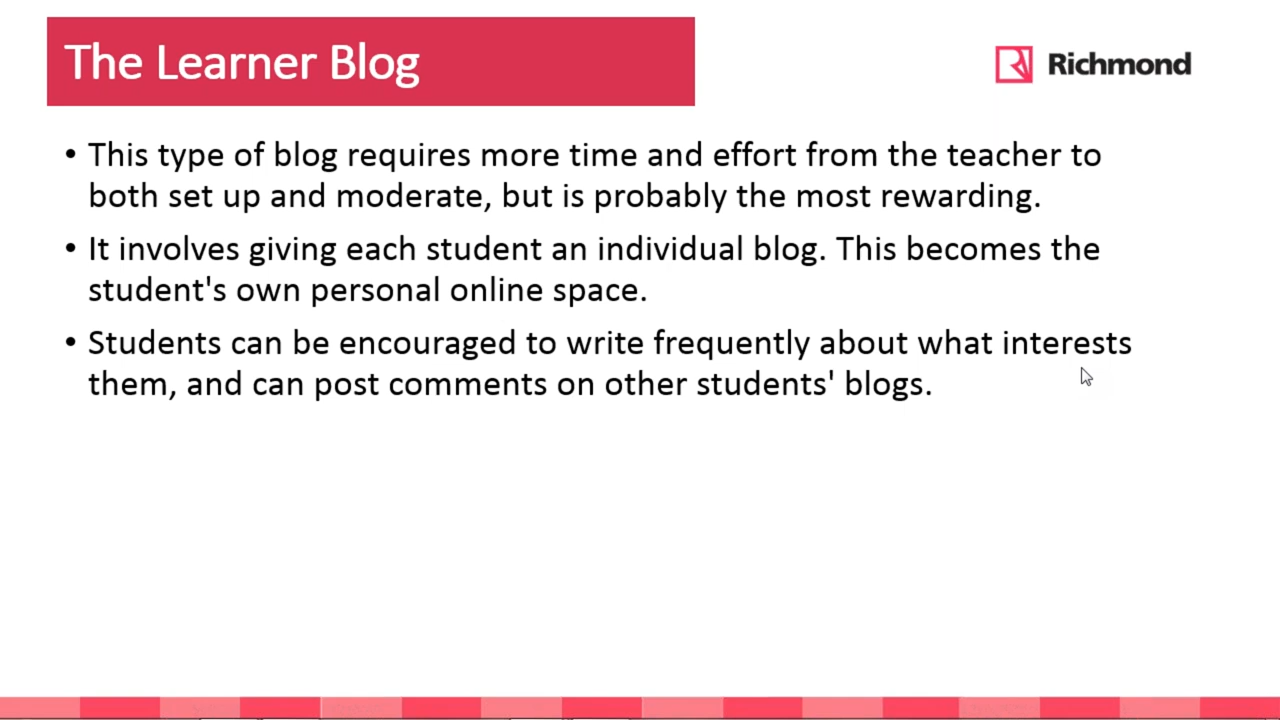 The Learner Blog
Richmond
• This type of blog requires more time and effort from the teacher to
both set up and moderate, but is probably the most rewarding.
• It involves giving each student an individual blog. This becomes the
student's own personal online space.
• Students can be encouraged to write frequently about what interests
them, and can post comments on other students' blogs.